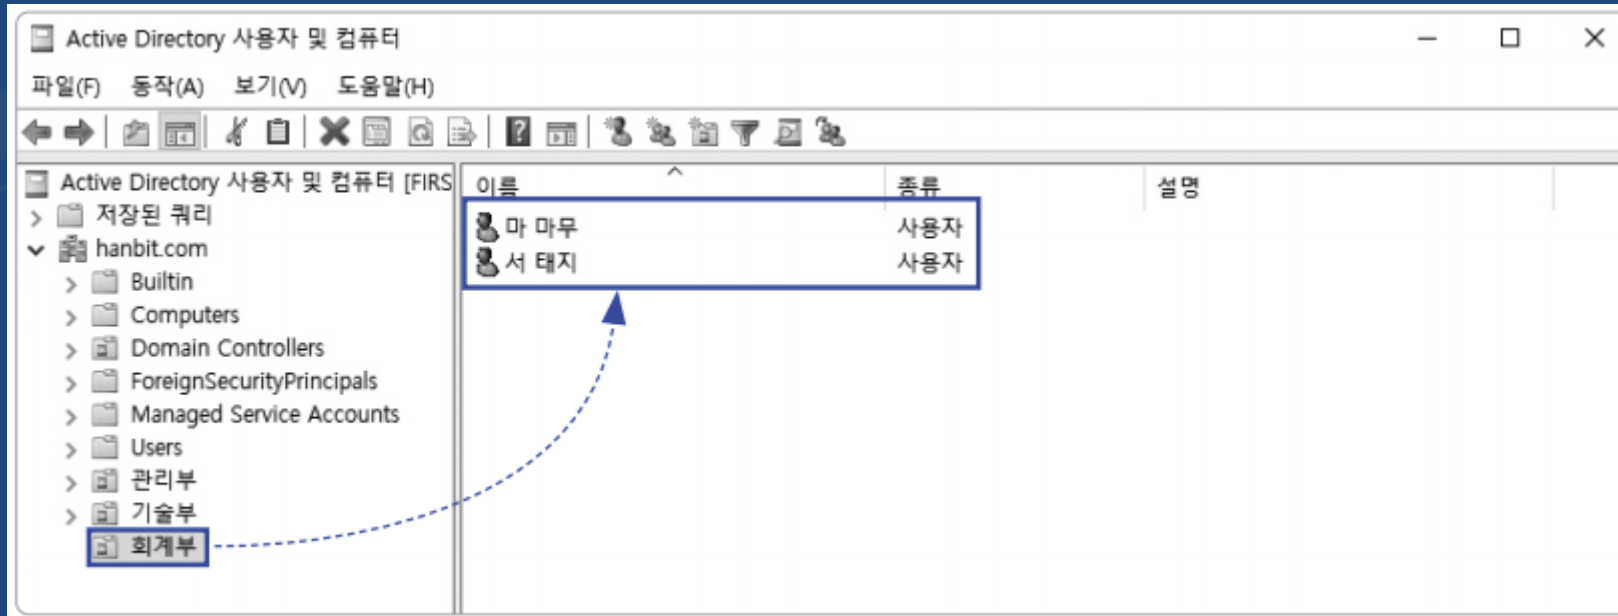 Active Directory 사용자 및 컴퓨터
파일(F) 동작(A) 보기(V) 도움말(H)
Active Directory 사용자 및 컴퓨터 [FIRS
저장된 쿼리
hanbit.com
Builtin
Computers
Domain Controllers
ForeignSecurityPrincipals
Managed Service Accounts
Users
관리부
기술부
회계부
이름 종류 설명
마 마무 사용자
서 태지 사용자